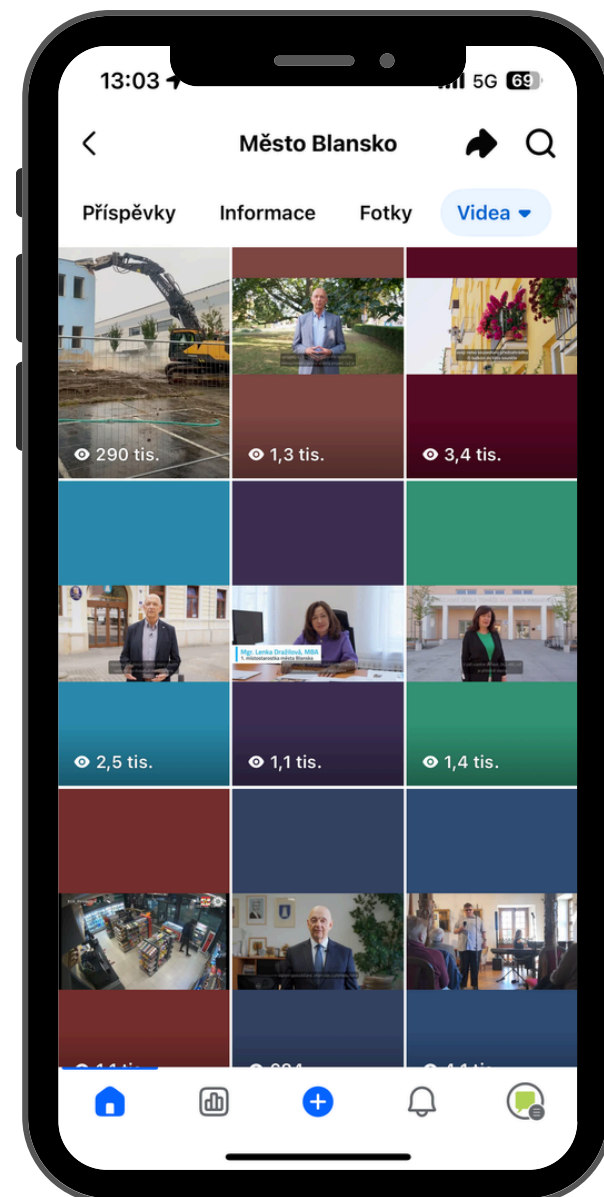 13:03
5G 69
Město Blansko
Příspěvky Informace Fotky Videa
290 tis.
1,3 tis.
3,4 tis.
Mgr. Lenka Dražilová, MBA
1. místostarostka města Blanska
2,5 tis.
1,1 tis.
1,4 tis.